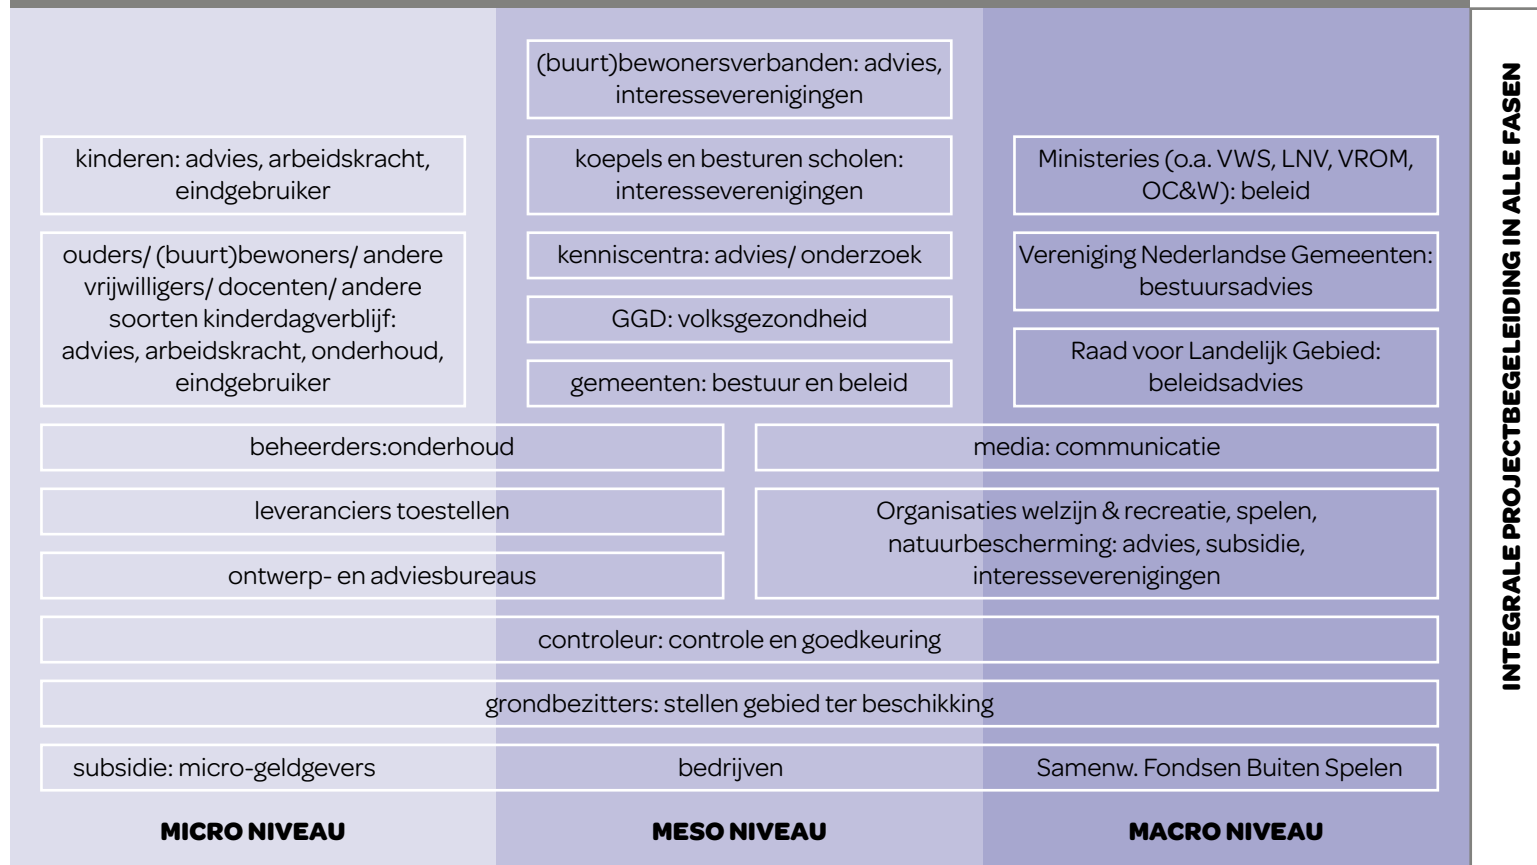 (buurt)bewonersverbanden: advies,
interesseverenigingen
kinderen: advies, arbeidskracht,
eindgebruiker
koepels en besturen scholen:
interesseverenigingen
Ministeries (o.a. VWS, LNV, VROM,
OC&W): beleid
ouders/ (buurt)bewoners/ andere
vrijwilligers/ docenten/ andere
soorten kinderdagverblijf:
advies, arbeidskracht, onderhoud,
eindgebruiker
kenniscentra: advies/ onderzoek
GGD: volksgezondheid
gemeenten: bestuur en beleid
Vereniging Nederlandse Gemeenten:
bestuursadvies
Raad voor Landelijk Gebied:
beleidsadvies
beheerders:onderhoud
media: communicatie
leveranciers toestellen
ontwerp- en adviesbureaus
Organisaties welzijn & recreatie, spelen,
natuurbescherming: advies, subsidie,
interesseverenigingen
controleur: controle en goedkeuring
grondbezitters: stellen gebied ter beschikking
subsidie: micro-geldgevers
bedrijven
Samenw. Fondsen Buiten Spelen
MICRO NIVEAU
MESO NIVEAU
MACRO NIVEAU
INTEGRALE PROJECTBEGELEIDING IN ALLE FASEN